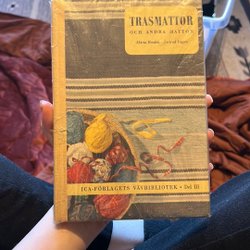 TRASMATTOR
OCH ANDRA MATTOR
ICA-FÖRLAGETS VÄVBIBLIOTEK • Del III